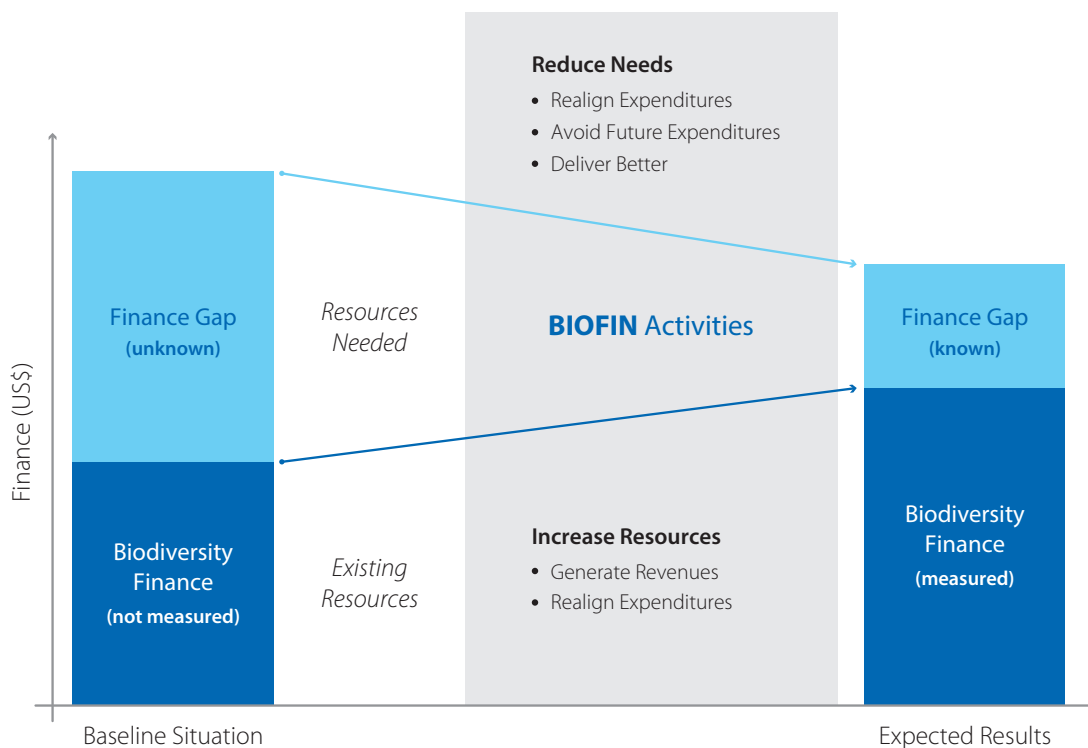 Reduce Needs
• Realign Expenditures
• Avoid Future Expenditures
• Deliver Better
Finance (US$)
Finance Gap
(unknown)
Resources
Needed
BIOFIN Activities
Finance Gap
(known)
Biodiversity
Finance
(not measured)
Existing
Resources
Increase Resources
• Generate Revenues
• Realign Expenditures
Biodiversity
Finance
(measured)
Baseline Situation
Expected Results